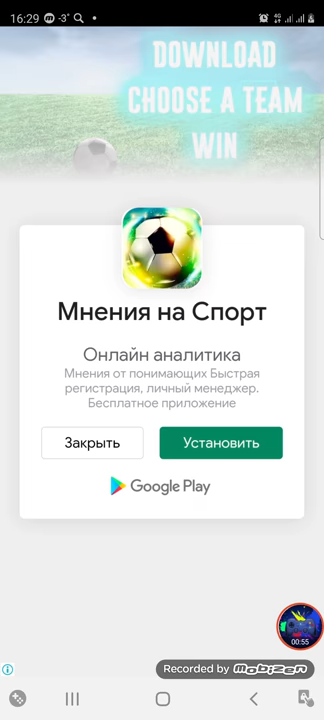 16:29 -3°
4G
DOWNLOAD
CHOOSE A TEAM
WIN
Мнения на Спорт
Онлайн аналитика
Мнения от понимающих Быстрая
регистрация, личный менеджер.
Бесплатное приложение
Закрыть
Установить
Google Play
00:55
Recorded by MOBIZEN